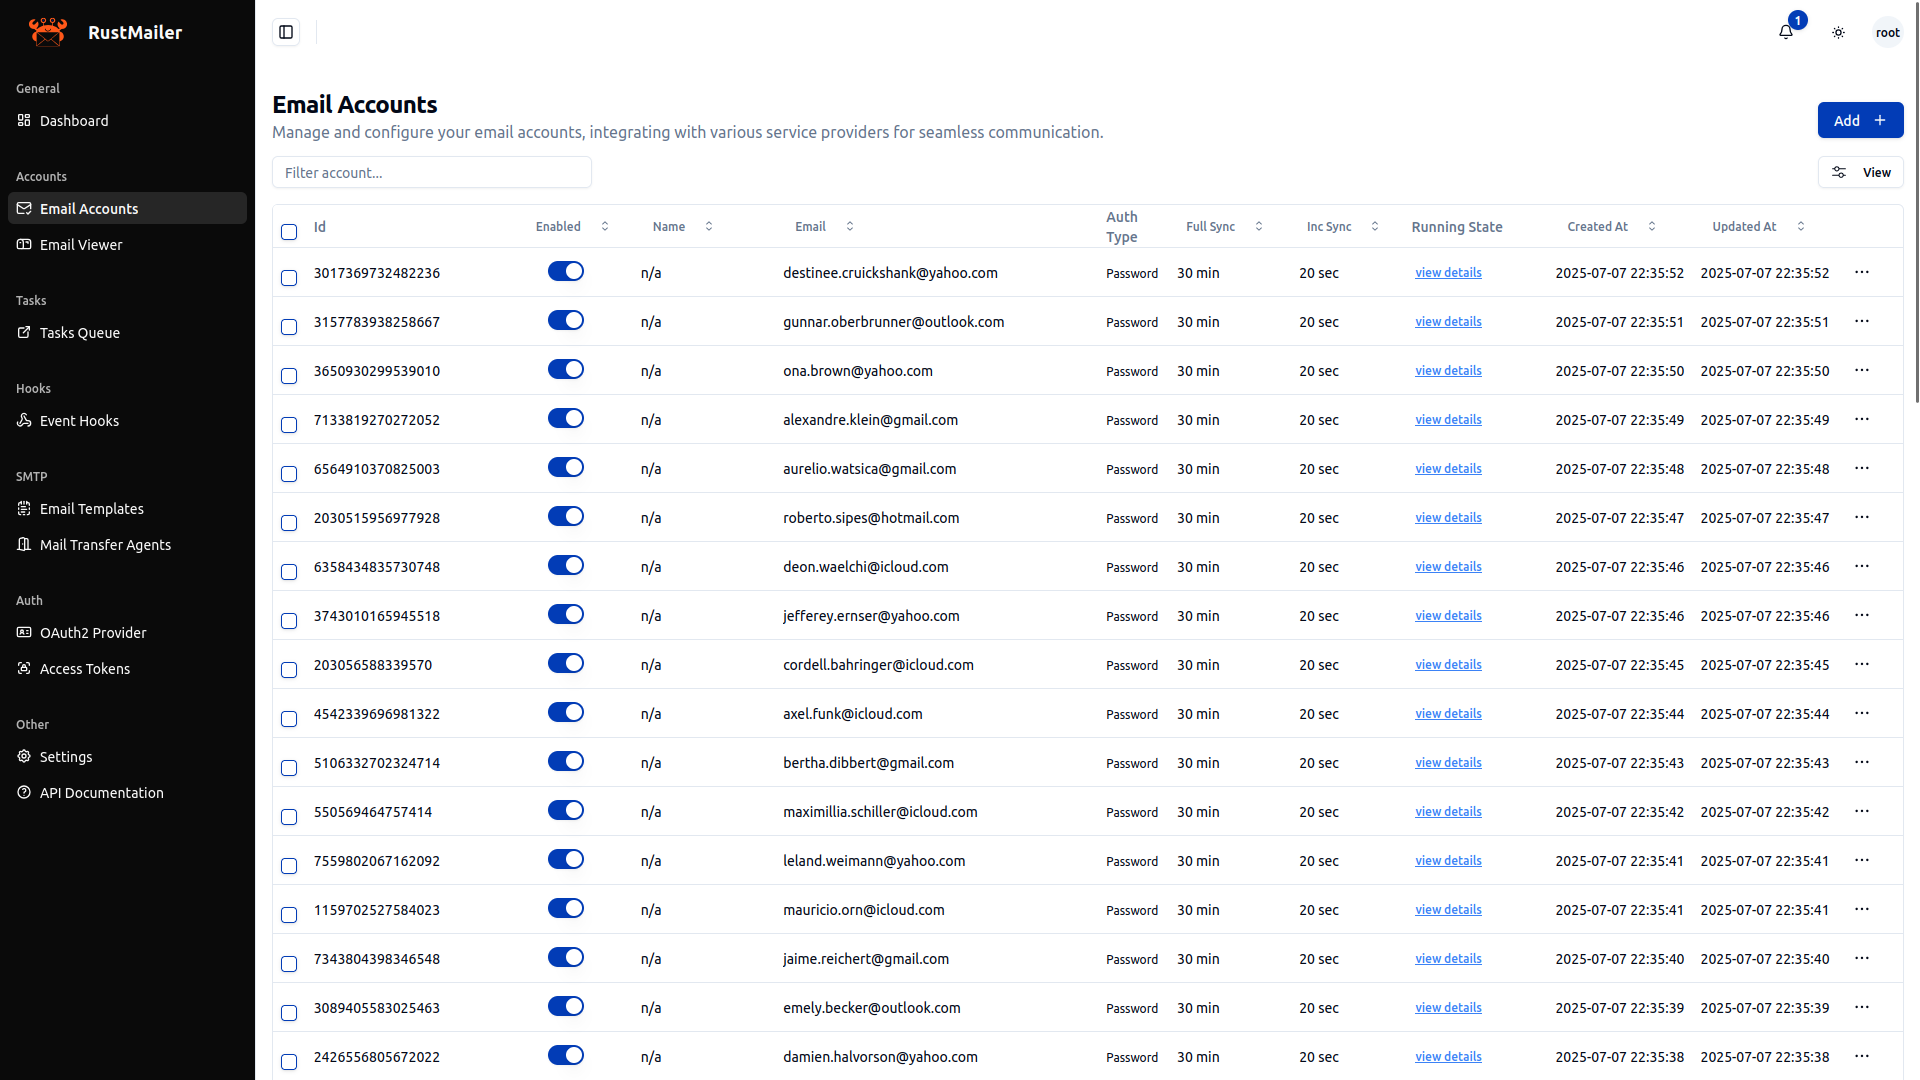 RustMailer
General
Dashboard
Accounts
Email Accounts
Email Viewer
Tasks
Tasks Queue
Hooks
Event Hooks
SMTP
Email Templates
Mail Transfer Agents
Auth
OAuth2 Provider
Access Tokens
Other
Settings
API Documentation
1
root
Email Accounts
Manage and configure your email accounts, integrating with various service providers for seamless communication.
Add +
Filter account...
View
Id Enabled Name Email Auth Type Full Sync Inc Sync Running State Created At Updated At
3017369732482236 n/a destinee.cruickshank@yahoo.com Password 30 min 20 sec view details 2025-07-07 22:35:52 2025-07-07 22:35:52 ...
3157783938258667 n/a gunnar.oberbrunner@outlook.com Password 30 min 20 sec view details 2025-07-07 22:35:51 2025-07-07 22:35:51 ...
3650930299539010 n/a ona.brown@yahoo.com Password 30 min 20 sec view details 2025-07-07 22:35:50 2025-07-07 22:35:50 ...
7133819270272052 n/a alexandre.klein@gmail.com Password 30 min 20 sec view details 2025-07-07 22:35:49 2025-07-07 22:35:49 ...
6564910370825003 n/a aurelio.watsica@gmail.com Password 30 min 20 sec view details 2025-07-07 22:35:48 2025-07-07 22:35:48 ...
2030515956977928 n/a roberto.sipes@hotmail.com Password 30 min 20 sec view details 2025-07-07 22:35:47 2025-07-07 22:35:47 ...
6358434835730748 n/a deon.waelchi@icloud.com Password 30 min 20 sec view details 2025-07-07 22:35:46 2025-07-07 22:35:46 ...
3743010165945518 n/a jefferey.ernser@yahoo.com Password 30 min 20 sec view details 2025-07-07 22:35:46 2025-07-07 22:35:46 ...
203056588339570 n/a cordell.bahringer@icloud.com Password 30 min 20 sec view details 2025-07-07 22:35:45 2025-07-07 22:35:45 ...
4542339696981322 n/a axel.funk@icloud.com Password 30 min 20 sec view details 2025-07-07 22:35:44 2025-07-07 22:35:44 ...
5106332702324714 n/a bertha.dibbert@gmail.com Password 30 min 20 sec view details 2025-07-07 22:35:43 2025-07-07 22:35:43 ...
550569464757414 n/a maximillia.schiller@icloud.com Password 30 min 20 sec view details 2025-07-07 22:35:42 2025-07-07 22:35:42 ...
7559802067162092 n/a leland.weimann@yahoo.com Password 30 min 20 sec view details 2025-07-07 22:35:41 2025-07-07 22:35:41 ...
1159702527584023 n/a mauricio.orn@icloud.com Password 30 min 20 sec view details 2025-07-07 22:35:41 2025-07-07 22:35:41 ...
7343804398346548 n/a jaime.reichert@gmail.com Password 30 min 20 sec view details 2025-07-07 22:35:40 2025-07-07 22:35:40 ...
3089405583025463 n/a emely.becker@outlook.com Password 30 min 20 sec view details 2025-07-07 22:35:39 2025-07-07 22:35:39 ...
2426556805672022 n/a damien.halvorson@yahoo.com Password 30 min 20 sec view details 2025-07-07 22:35:38 2025-07-07 22:35:38 ...